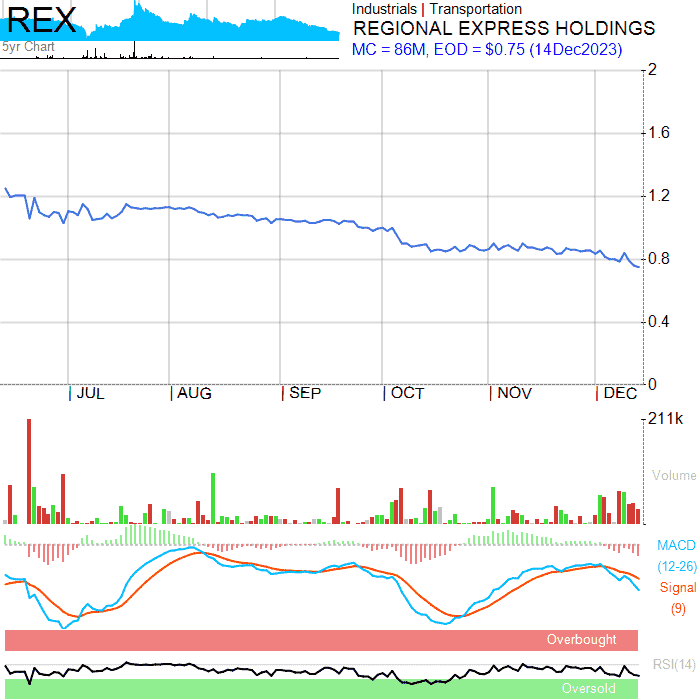 REX
5yr Chart
Industrials | Transportation
REGIONAL EXPRESS HOLDINGS
MC = 86M, EOD = $0.75 (14Dec2023)
2
1.6
1.2
0.8
0.4
0
JUL AUG SEP OCT NOV DEC
211k
Volume
MACD
(12-26)
Signal
(9)
Overbought
RSI(14)
Oversold